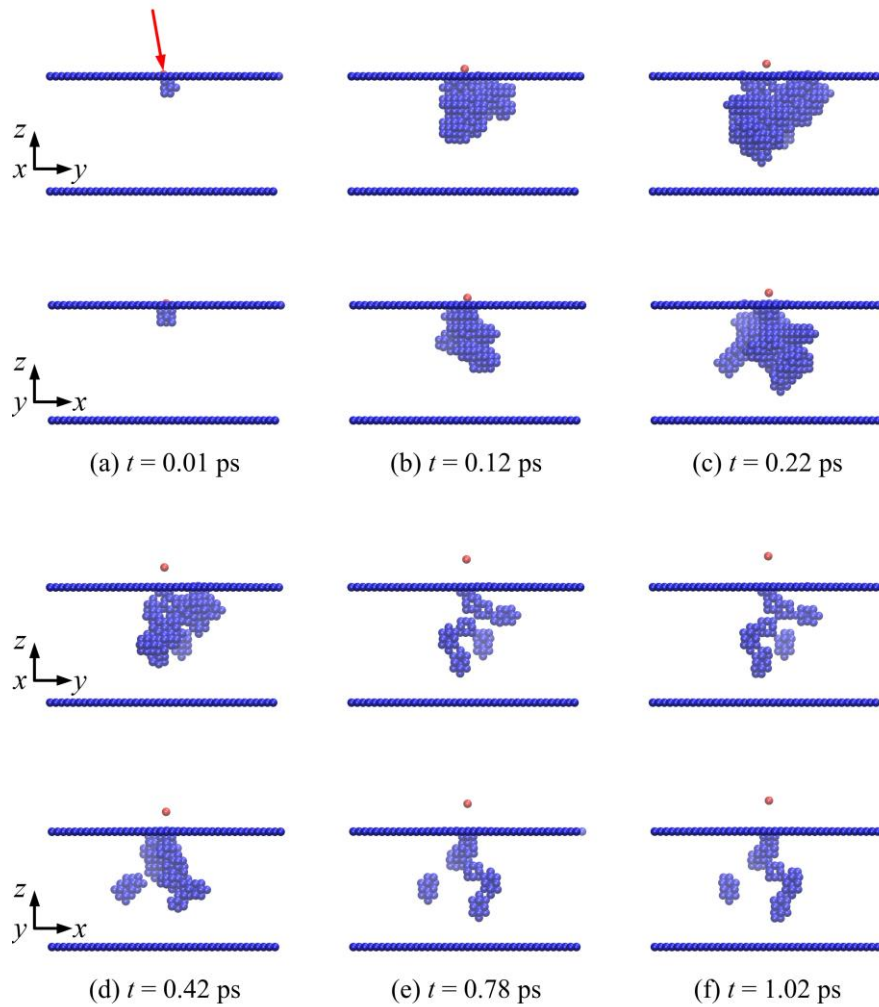 z
x y
z
y x
(a) t = 0.01 ps (b) t = 0.12 ps (c) t = 0.22 ps
z
x y
z
y x
(d) t = 0.42 ps (e) t = 0.78 ps (f) t = 1.02 ps